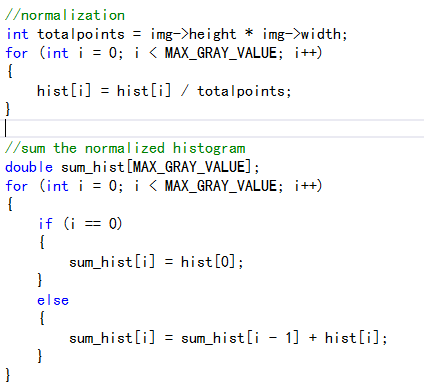 //normalization
int totalpoints = img->height * img->width;
for (int i = 0; i < MAX_GRAY_VALUE; i++)
{
    hist[i] = hist[i] / totalpoints;
}
//sum the normalized histogram
double sum_hist[MAX_GRAY_VALUE];
for (int i = 0; i < MAX_GRAY_VALUE; i++)
{
    if (i == 0)
    {
        sum_hist[i] = hist[0];
    }
    else
    {
        sum_hist[i] = sum_hist[i - 1] + hist[i];
    }
}